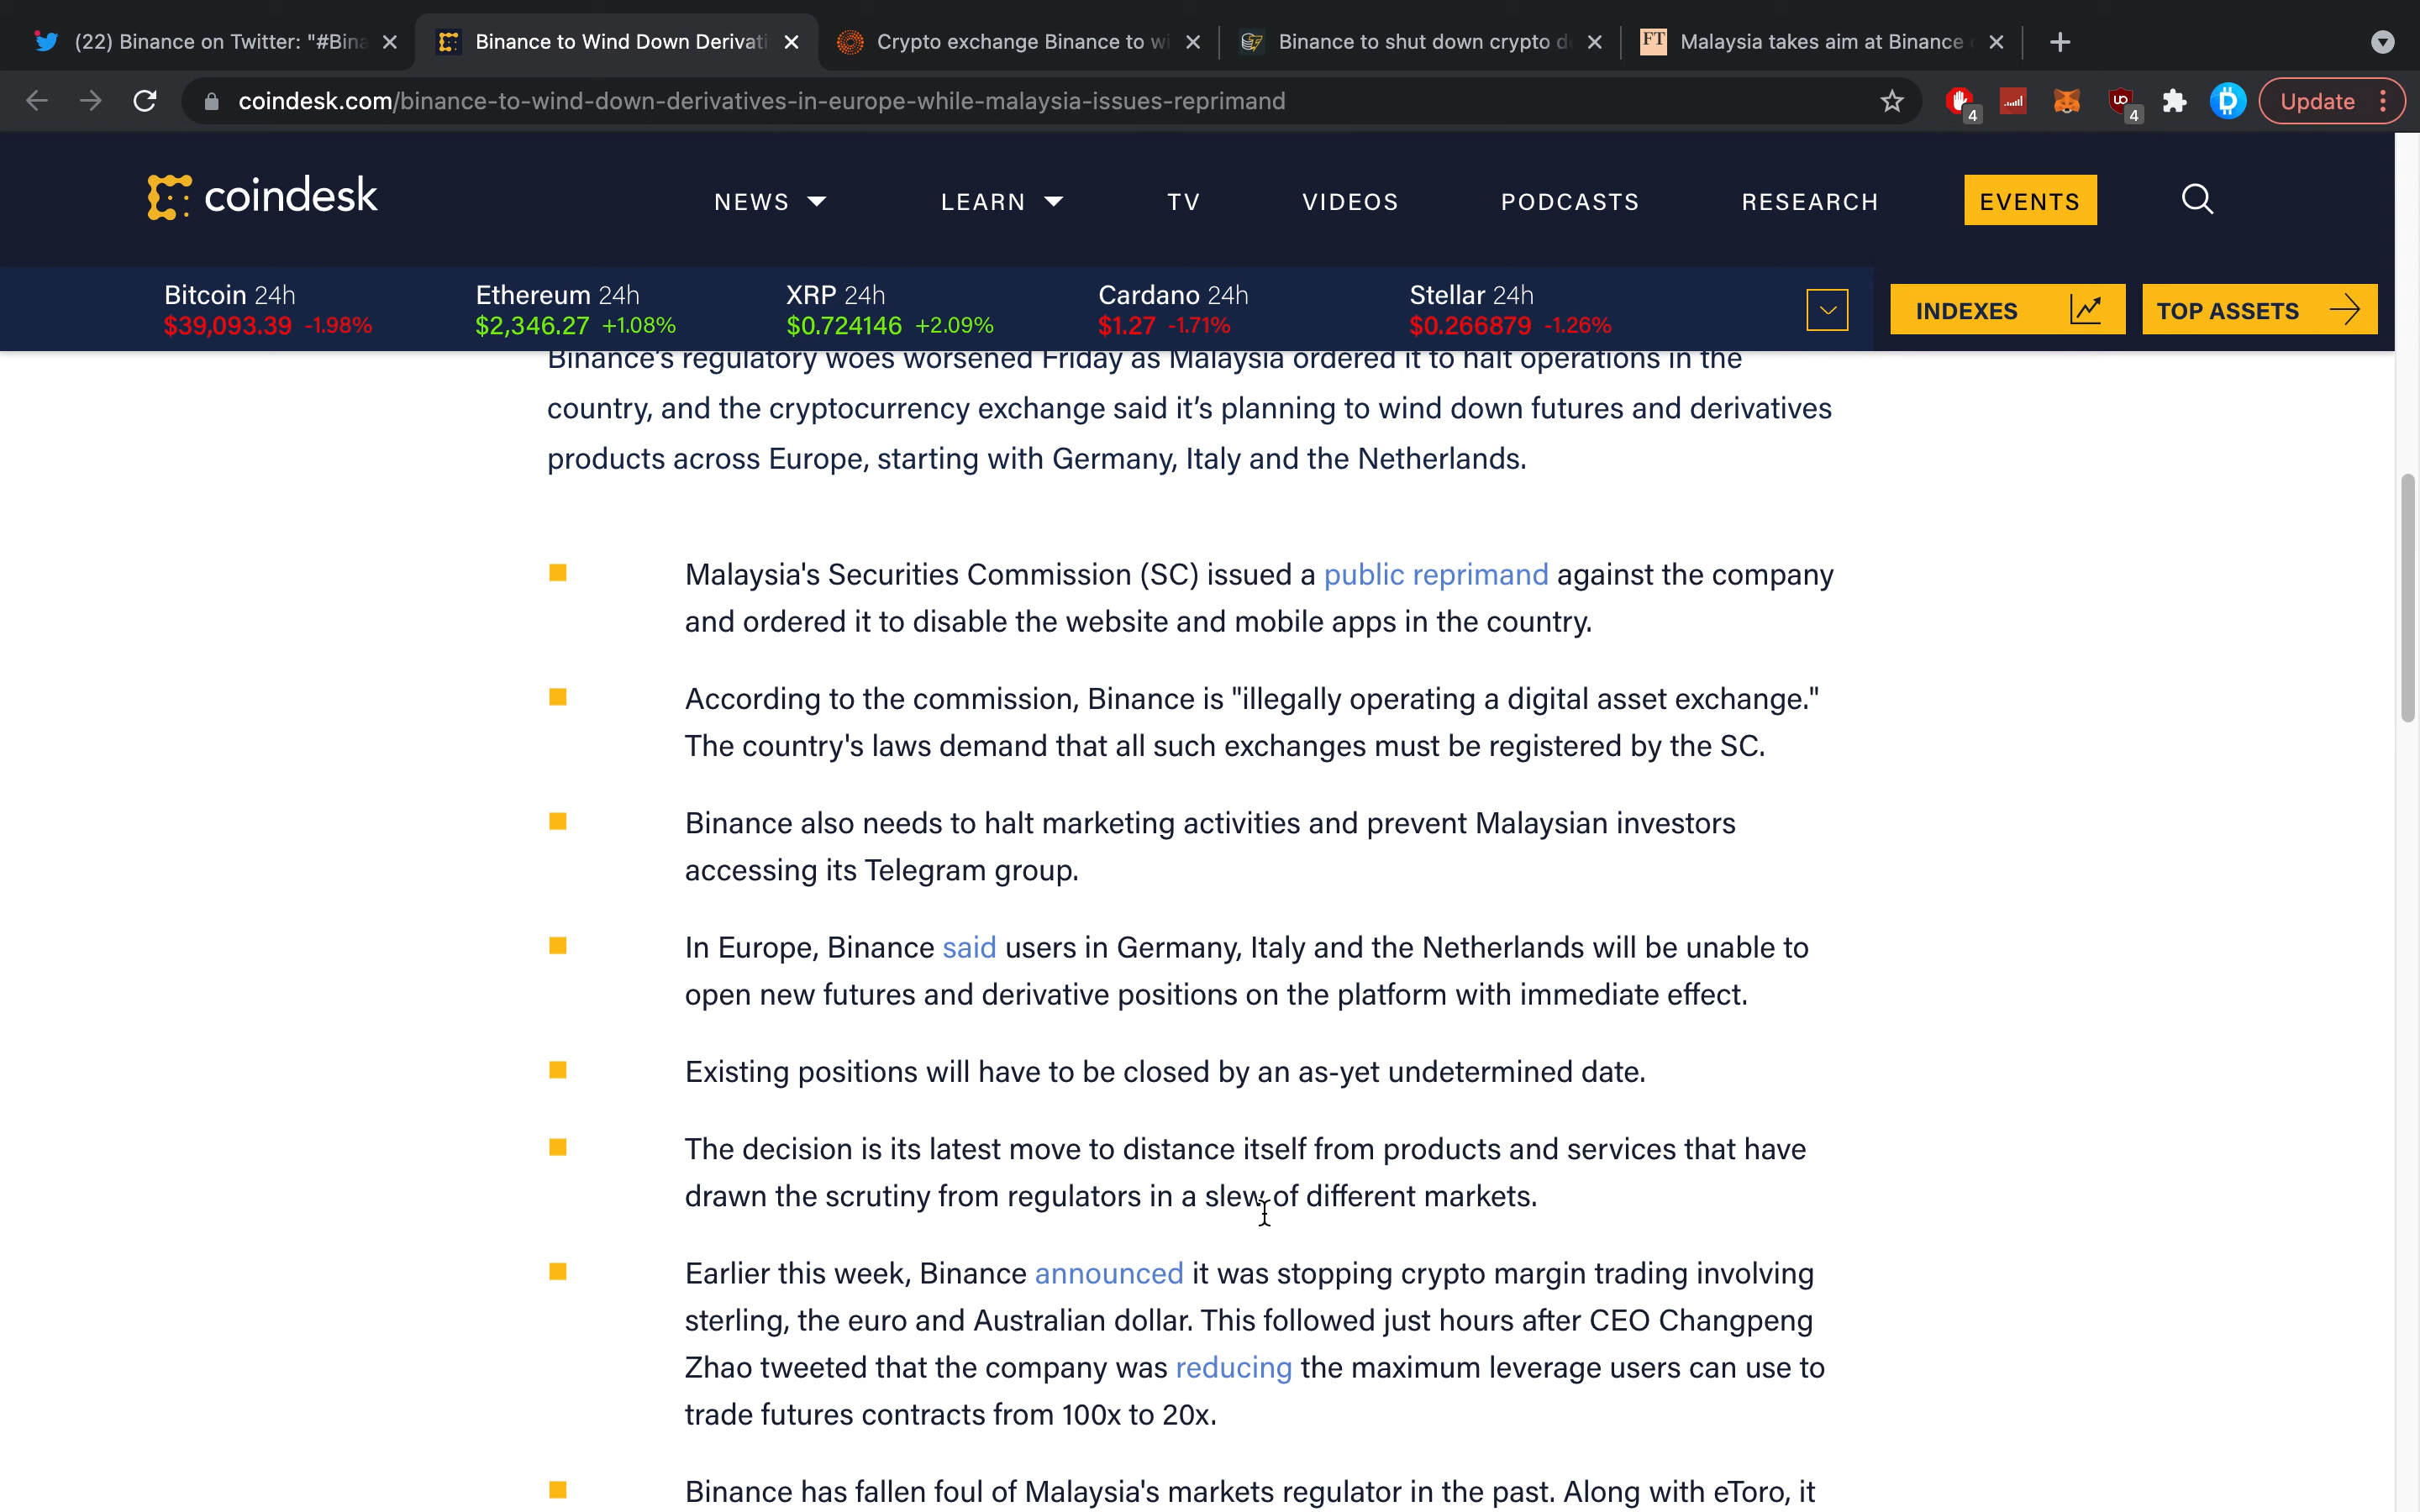 (22) Binance on Twitter: "#Bina
Binance to Wind Down Derivati
Crypto exchange Binance to wi
Binance to shut down crypto d
FT
Malaysia takes aim at Binance
coindesk.com/binance-to-wind-down-derivatives-in-europe-while-malaysia-issues-reprimand
4
UO
4
Update
coindesk
NEWS
LEARN
TV
VIDEOS
PODCASTS
RESEARCH
EVENTS
Bitcoin 24h
$39,093.39 -1.98%
Ethereum 24h
$2,346.27 +1.08%
XRP 24h
$0.724146 +2.09%
Cardano 24h
$1.27 -1.71%
Stellar 24h
$0.266879 -1.26%
INDEXES
TOP ASSETS
Binance's regulatory woes worsened Friday as Malaysia ordered it to halt operations in the
country, and the cryptocurrency exchange said it's planning to wind down futures and derivatives
products across Europe, starting with Germany, Italy and the Netherlands.
Malaysia's Securities Commission (SC) issued a public reprimand against the company
and ordered it to disable the website and mobile apps in the country.
According to the commission, Binance is "illegally operating a digital asset exchange."
The country's laws demand that all such exchanges must be registered by the SC.
Binance also needs to halt marketing activities and prevent Malaysian investors
accessing its Telegram group.
In Europe, Binance said users in Germany, Italy and the Netherlands will be unable to
open new futures and derivative positions on the platform with immediate effect.
Existing positions will have to be closed by an as-yet undetermined date.
The decision is its latest move to distance itself from products and services that have
drawn the scrutiny from regulators in a slew of different markets.
Earlier this week, Binance announced it was stopping crypto margin trading involving
sterling, the euro and Australian dollar. This followed just hours after CEO Changpeng
Zhao tweeted that the company was reducing the maximum leverage users can use to
trade futures contracts from 100x to 20x.
Binance has fallen foul of Malaysia's markets regulator in the past. Along with eToro, it